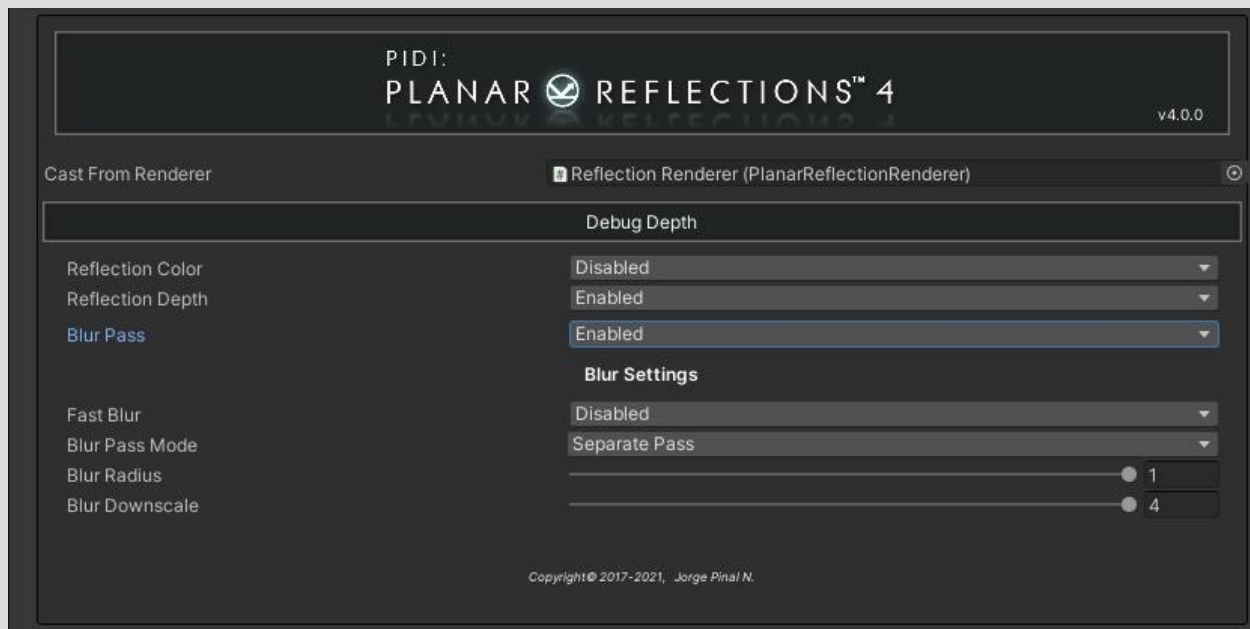 PIDI:
PLANAR REFLECTIONS™ 4
v4.0.0
Cast From Renderer Reflection Renderer (PlanarReflectionRenderer)
Debug Depth
Reflection Color Disabled
Reflection Depth Enabled
Blur Pass Enabled
Blur Settings
Fast Blur Disabled
Blur Pass Mode Separate Pass
Blur Radius 1
Blur Downscale 4
Copyright© 2017-2021, Jorge Pinal N.